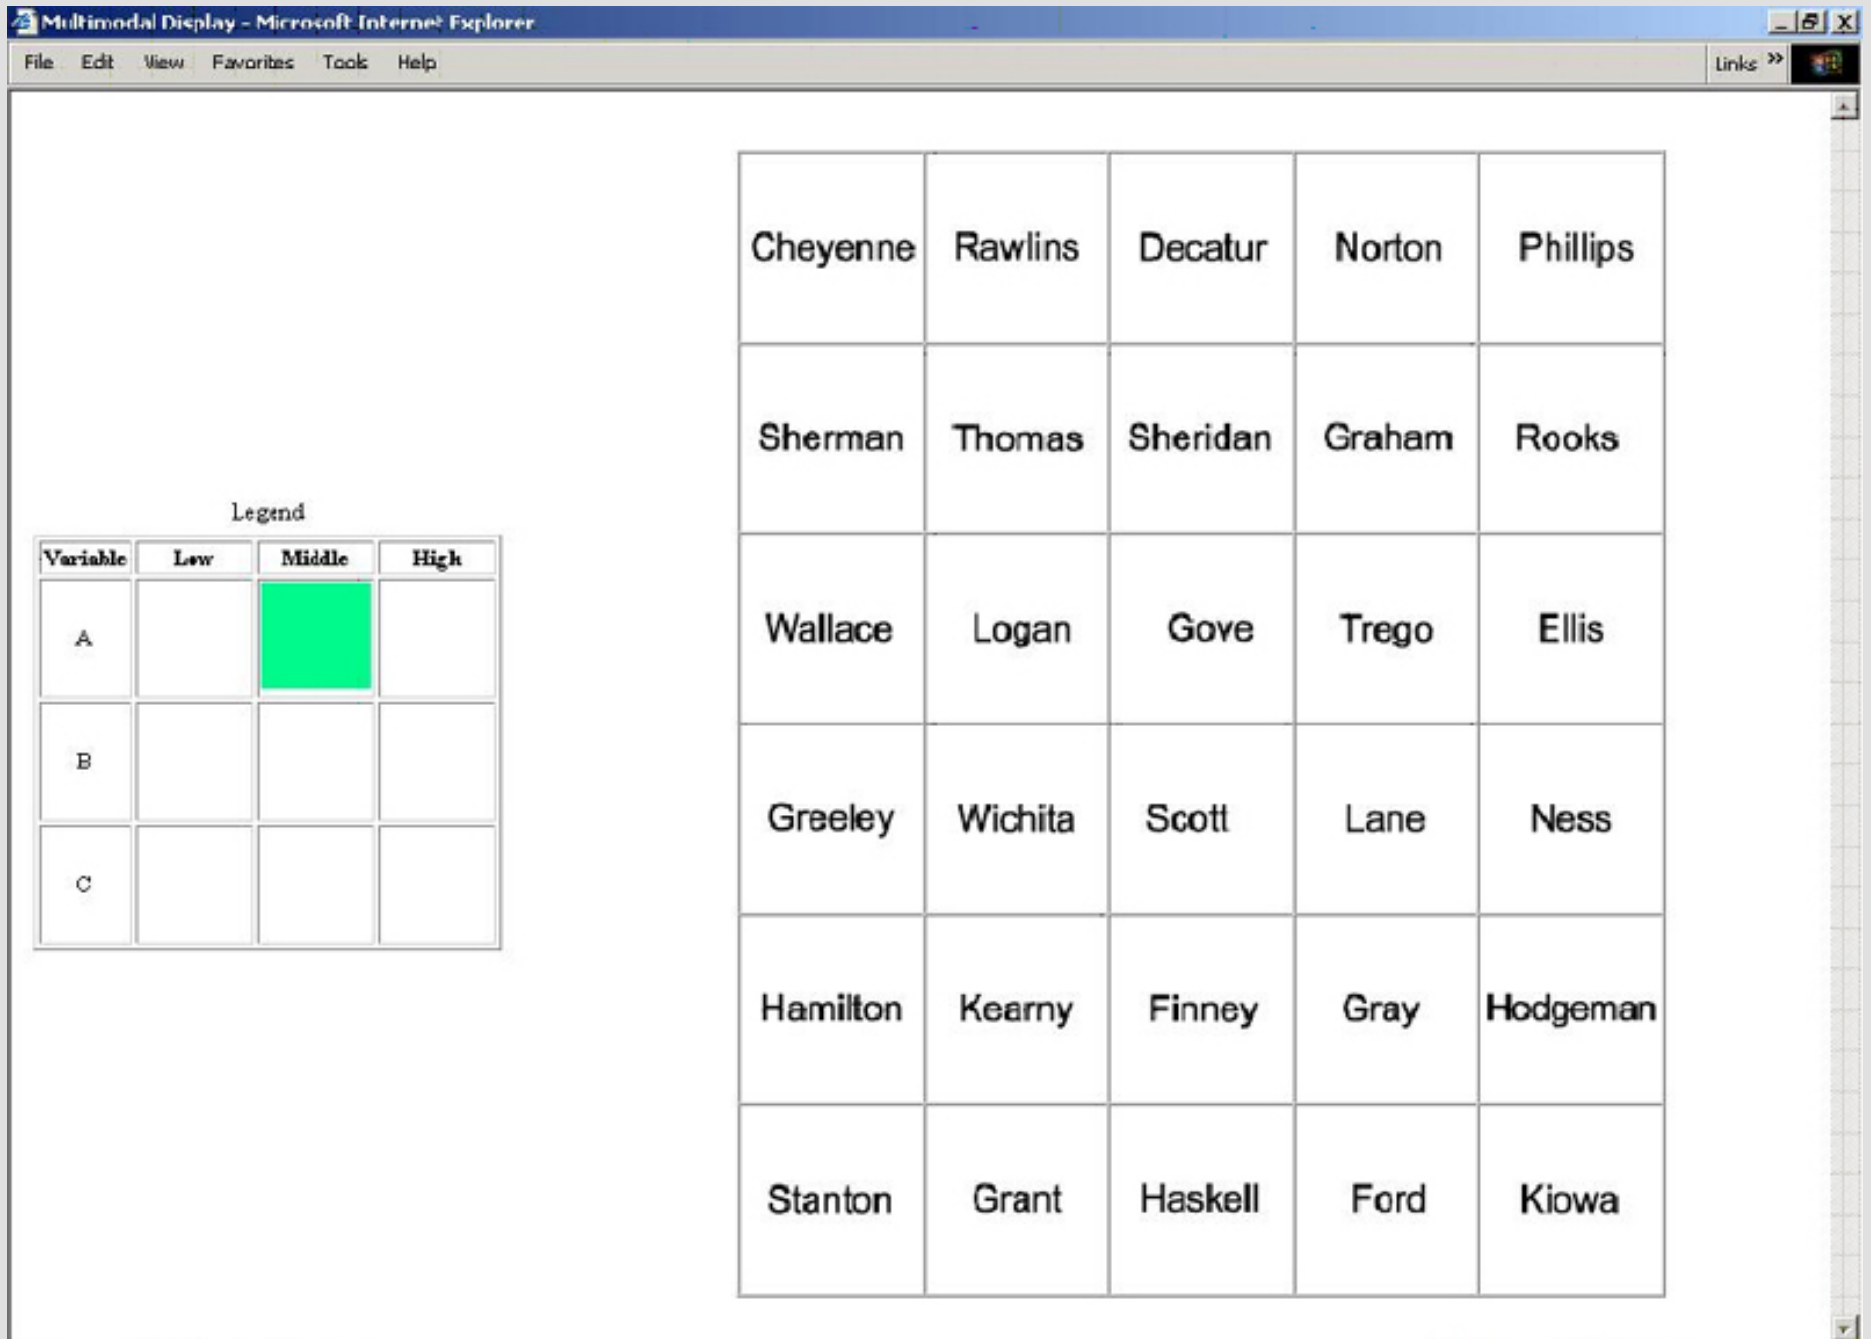 Multimodal Display - Microsoft Internet Explorer
File Edit View Favorites Tools Help Links »
Cheyenne Rawlins Decatur Norton Phillips
Sherman Thomas Sheridan Graham Rooks
Legend
Variable Low Middle High
Wallace Logan Gove Trego Ellis
A
B
Greeley Wichita Scott Lane Ness
C
Hamilton Kearny Finney Gray Hodgeman
Stanton Grant Haskell Ford Kiowa